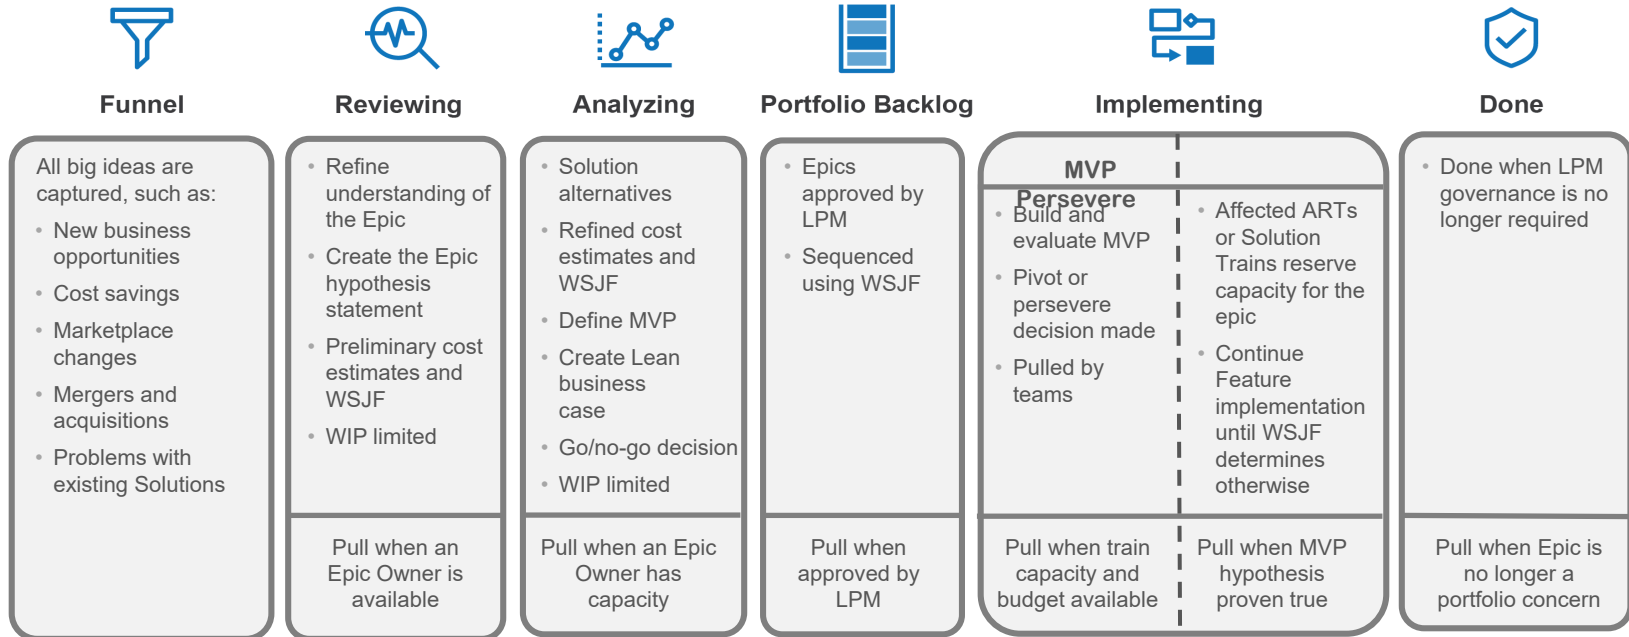 Funnel
Reviewing
Analyzing
Portfolio Backlog
Implementing
Done
All big ideas are
captured, such as:
• New business
opportunities
• Cost savings
• Marketplace
changes
• Mergers and
acquisitions
• Problems with
existing Solutions
• Refine
understanding of
the Epic
• Create the Epic
hypothesis
statement
• Preliminary cost
estimates and
WSJF
• WIP limited
Pull when an
Epic Owner is
available
• Solution
alternatives
• Refined cost
estimates and
WSJF
• Define MVP
• Create Lean
business
case
• Go/no-go decision
• WIP limited
Pull when an Epic
Owner has
capacity
• Epics
approved by
LPM
• Sequenced
using WSJF
Pull when
approved by
LPM
MVP
Persevere
• Build and
evaluate MVP
• Pivot or
persevere
decision made
• Pulled by
teams
Pull when train
capacity and
budget available
• Affected ARTs
or Solution
Trains reserve
capacity for the
epic
• Continue
Feature
implementation
until WSJF
determines
otherwise
Pull when MVP
hypothesis
proven true
• Done when LPM
governance is no
longer required
Pull when Epic is
no longer a
portfolio concern